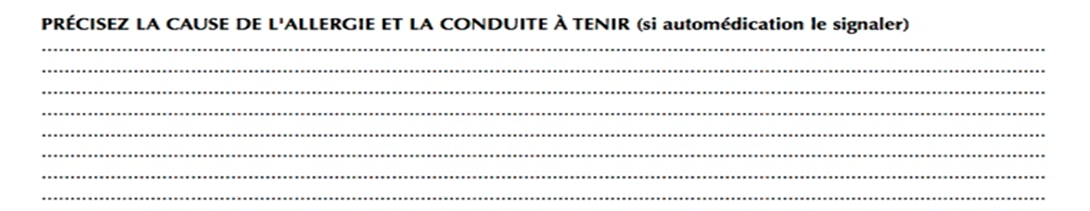 PRÉCISEZ LA CAUSE DE L'ALLERGIE ET LA CONDUITE À TENIR (si automédication le signaler)